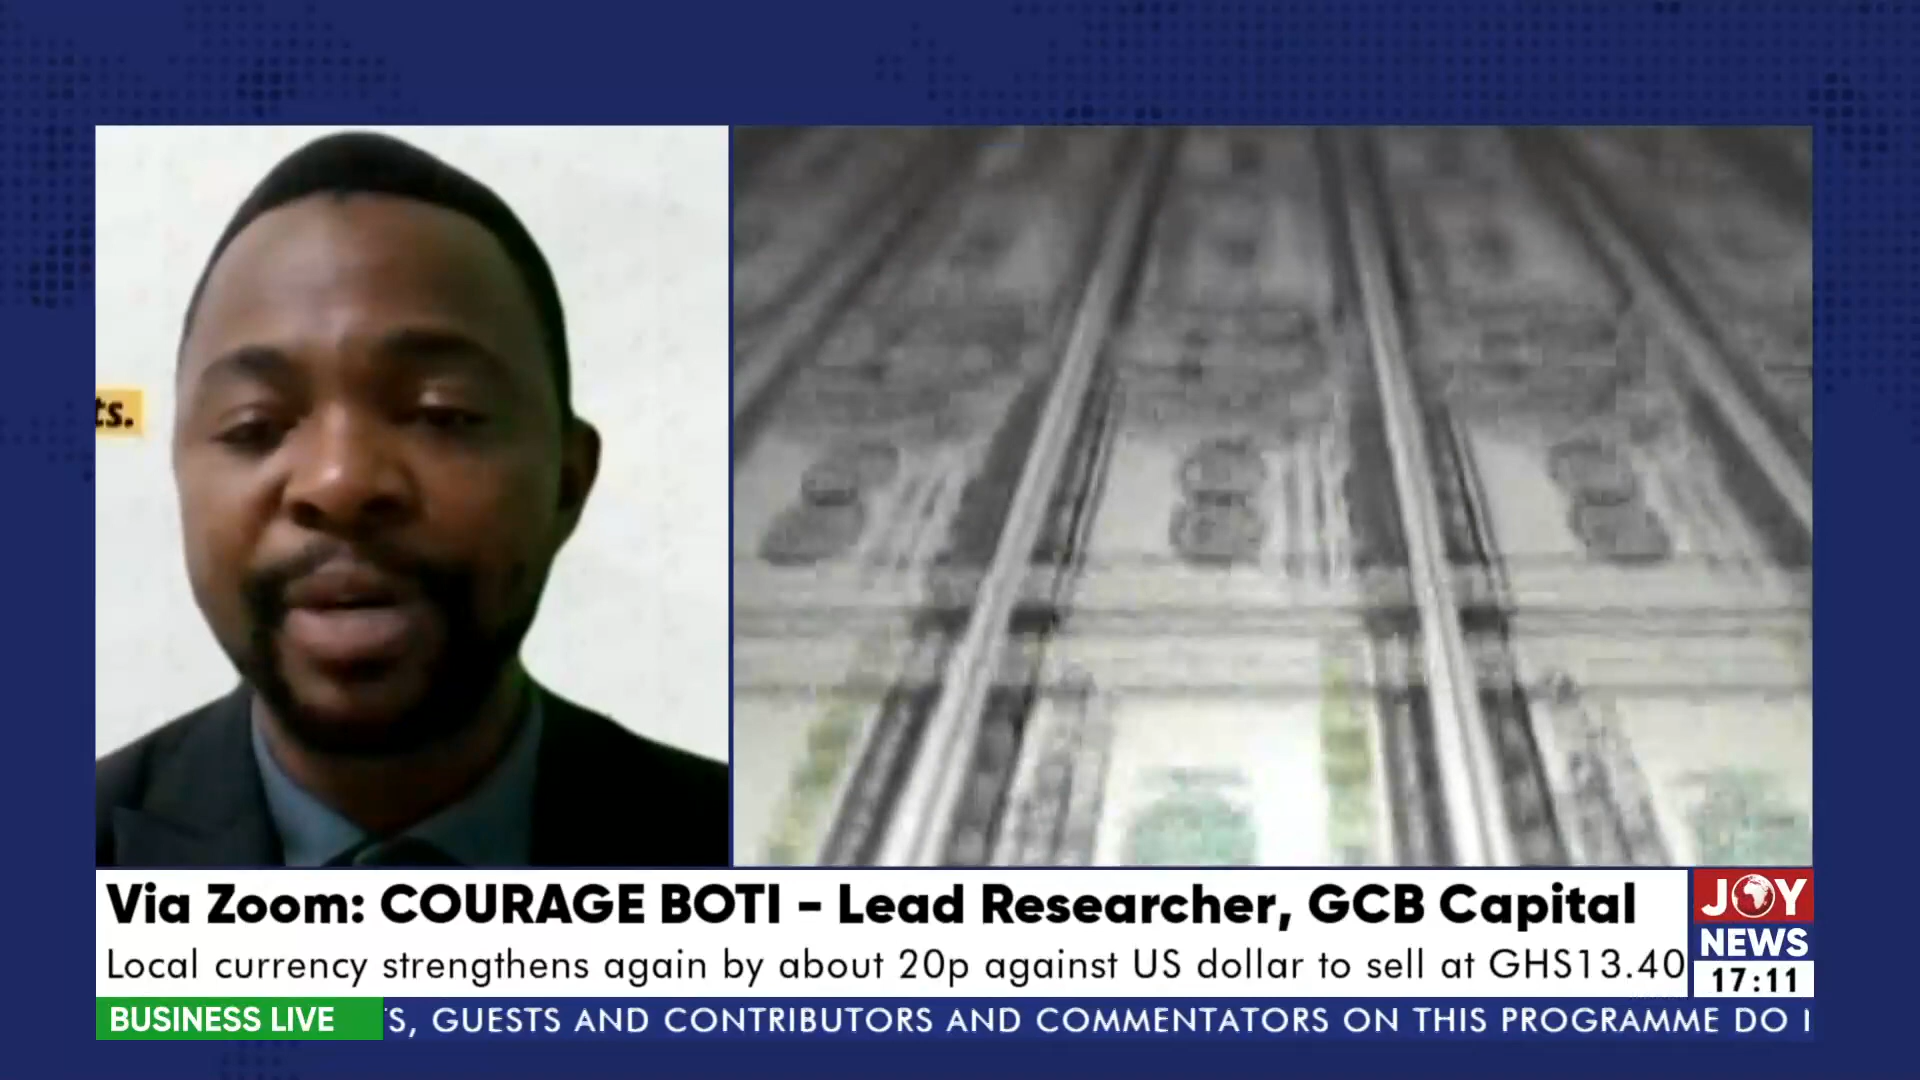 ts.
Via Zoom: COURAGE BOTI – Lead Researcher, GCB Capital
Local currency strengthens again by about 20p against US dollar to sell at GHS13.40
JOY
NEWS
17:11
BUSINESS LIVE
S, GUESTS AND CONTRIBUTORS AND COMMENTATORS ON THIS PROGRAMME DO